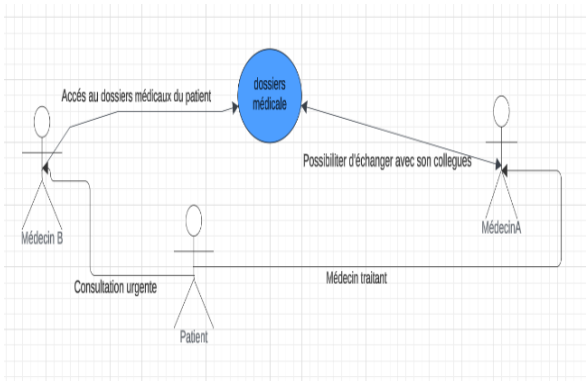 dossiers
médicale
Accés au dossiers médicaux du patient
Possibiliter d'échanger avec son collegues
Médecin B
MédecinA
Médecin traitant
Consultation urgente
Patient